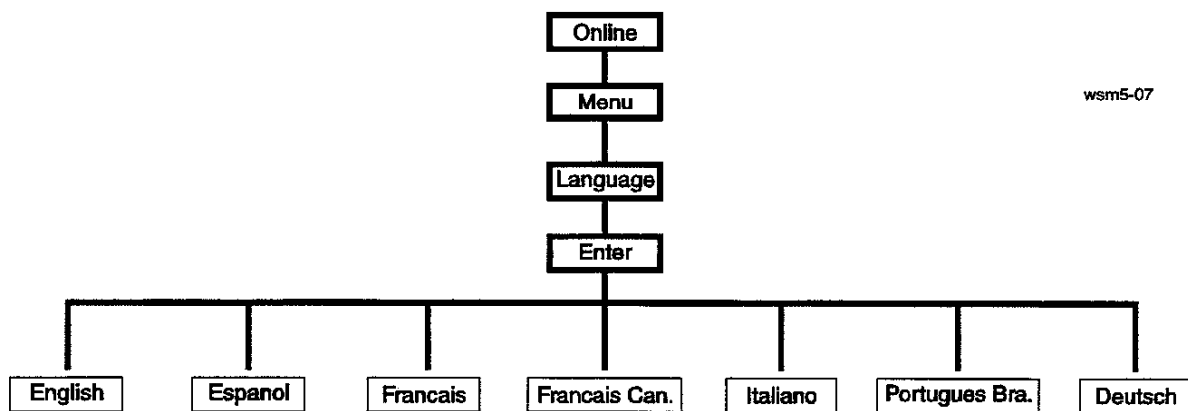 Online
Menu
wsm5-07
Language
Enter
English
Espanol
Francais
Francais Can.
Italiano
Portugues Bra.
Deutsch